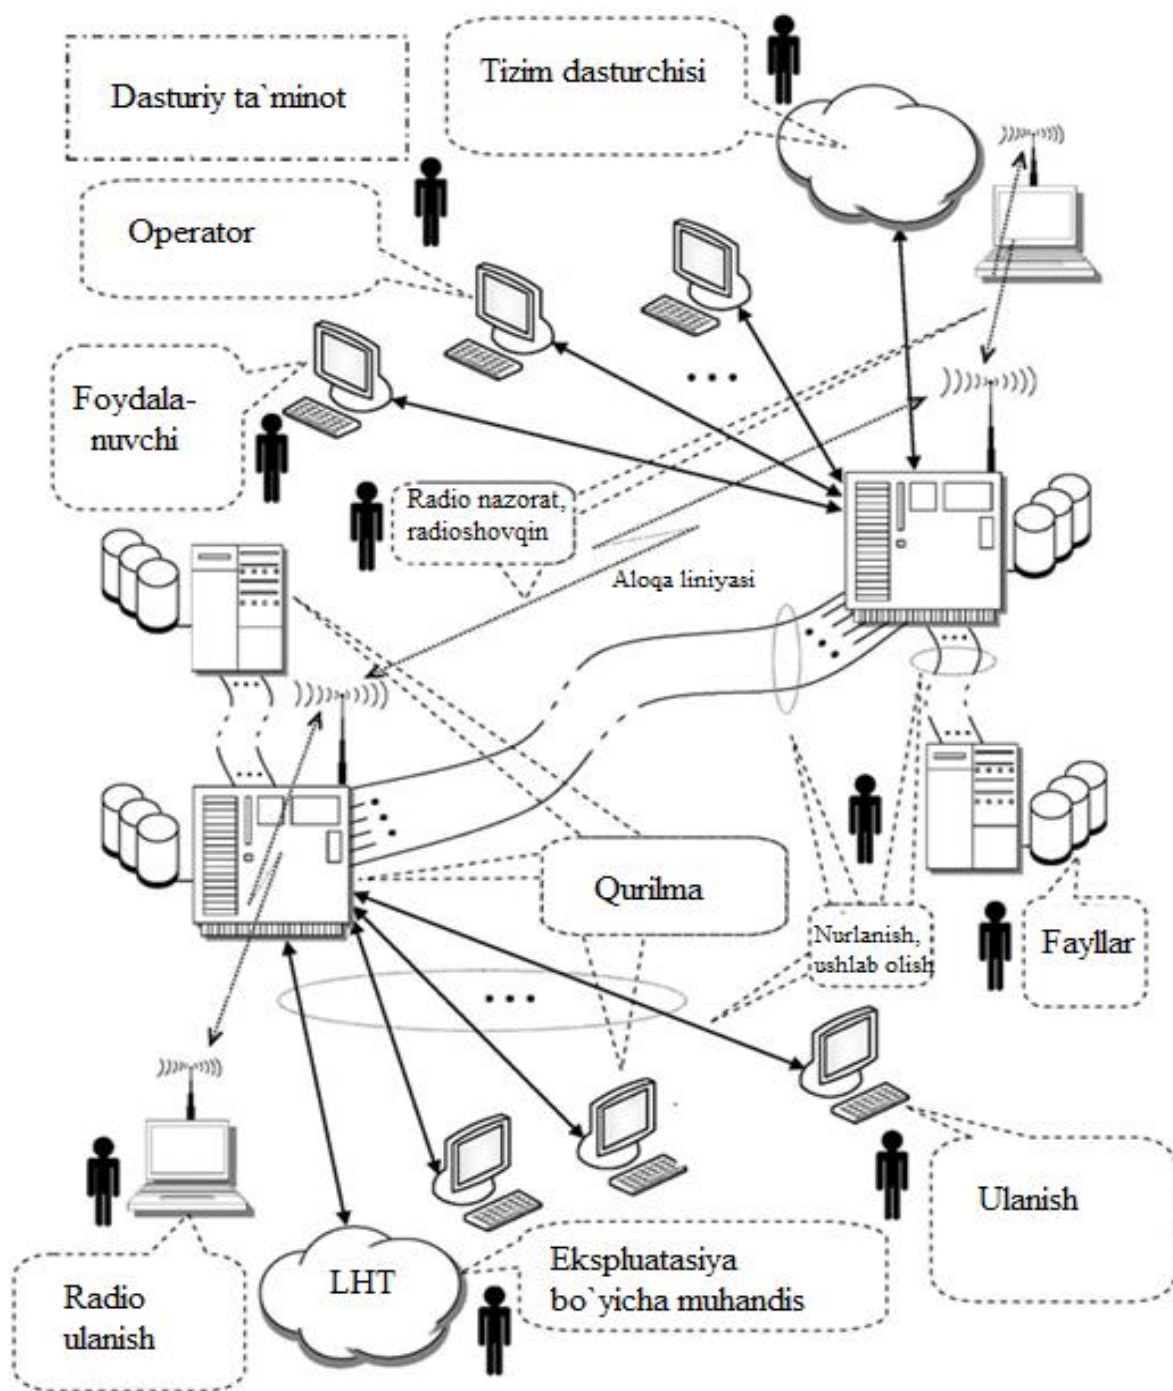 Tizim dasturchisi
Dasturiy ta`minot
Operator
Foydala-
nuvchi
Radio nazorat,
radioshovqin
Aloqa liniyasi
Qurilma
Nurlanish,
ushlab olish
Fayllar
Ulanish
Ekspluatasiya
bo`yicha muhandis
LHT
Radio
ulanish